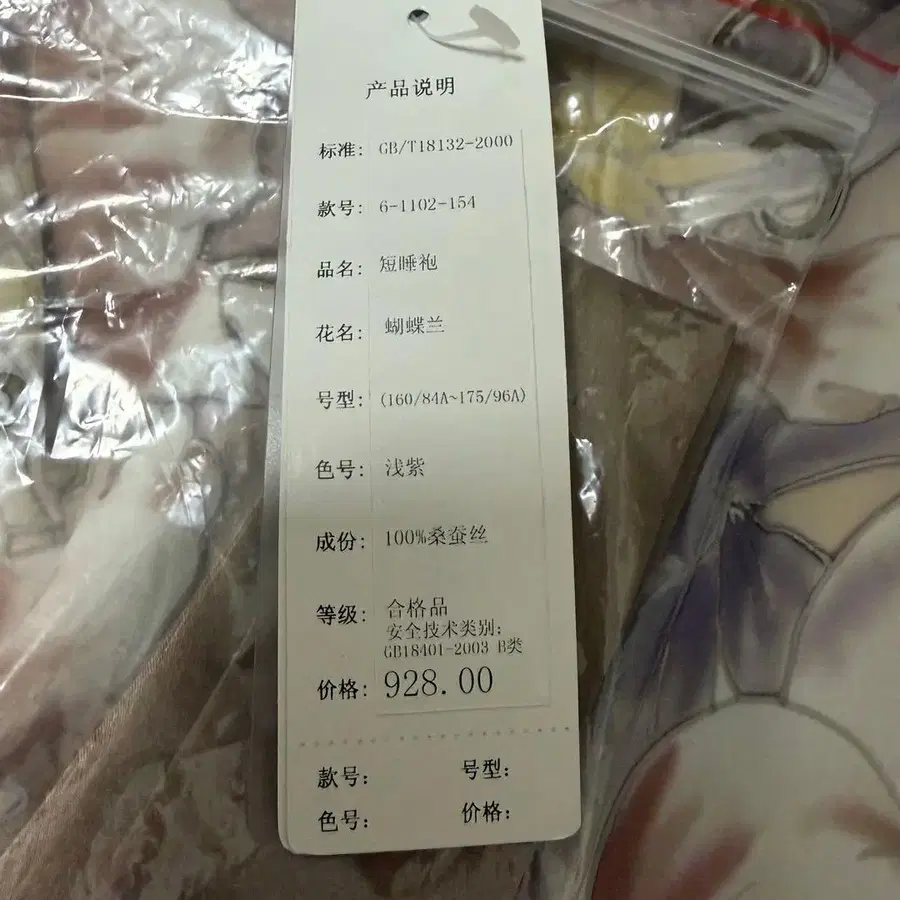 产品说明
标准: GB/T18132-2000
款号: 6-1102-154
品名: 短睡袍
花名: 蝴蝶兰
号型: (160/84A~175/96A)
色号: 浅紫
成份: 100%桑蚕丝
等级: 合格品
安全技术类别:
GB18401-2003 B类
价格: 928.00
款号: 号型:
色号: 价格: